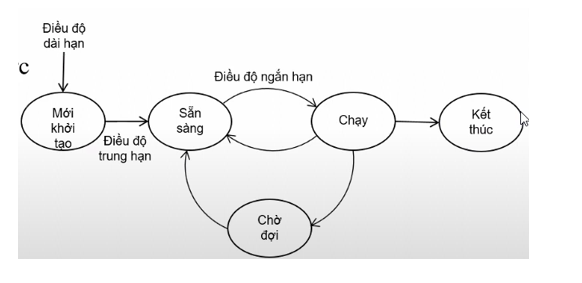 Điều độ
dài hạn
c
Điều độ ngắn hạn
Mới
khởi
tạo
Sẵn
sàng
Chạy
Kết
thúc
Điều độ
trung hạn
Chờ
đợi